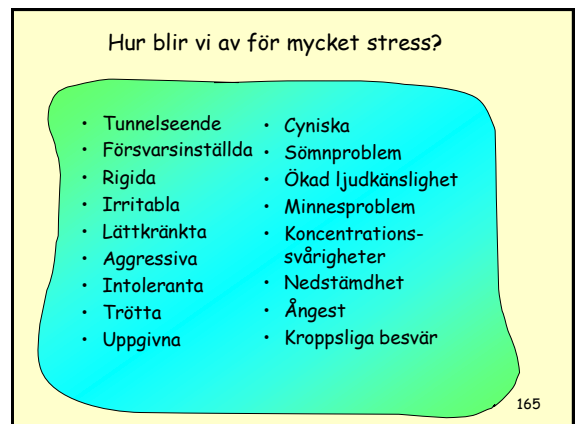 Hur blir vi av för mycket stress?
• Tunnelseende
• Försvarsinställda
• Rigida
• Irritabla
• Lättkränkta
• Aggressiva
• Intoleranta
• Trötta
• Uppgivna
• Cyniska
• Sömnproblem
• Ökad ljudkänslighet
• Minnesproblem
• Koncentrations-
svårigheter
• Nedstämdhet
• Ångest
• Kroppsliga besvär
165